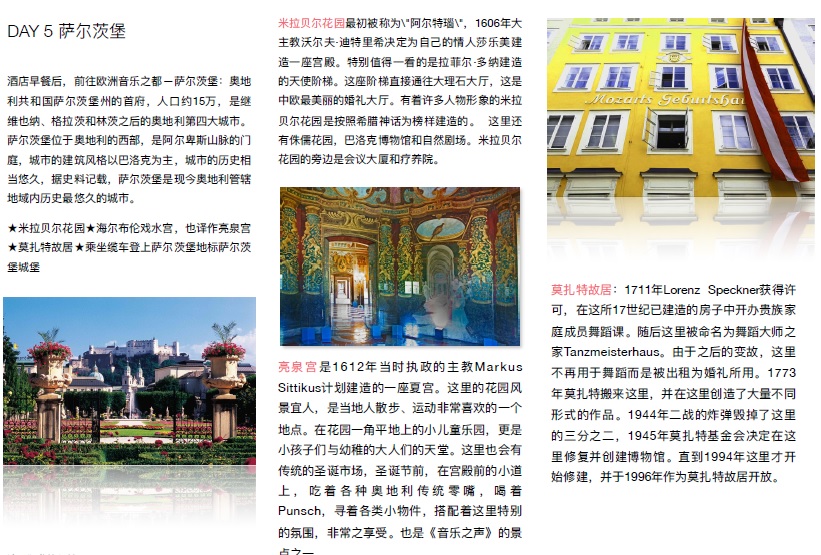 DAY 5 萨尔茨堡
酒店早餐后，前往欧洲音乐之都－萨尔茨堡：奥地
利共和国萨尔茨堡州的首府，人口约15万，是继
维也纳、格拉茨和林茨之后的奥地利第四大城市。
萨尔茨堡位于奥地利的西部，是阿尔卑斯山脉的门
庭，城市的建筑风格以巴洛克为主，城市的历史相
当悠久，据史料记载，萨尔茨堡是现今奥地利管辖
地域内历史最悠久的城市。
★米拉贝尔花园★海尔布伦戏水宫，也译作亮泉宫
★莫扎特故居★乘坐缆车登上萨尔茨堡地标萨尔茨
堡城堡
米拉贝尔花园最初被称为\"阿尔特瑙\"，1606年大
主教沃尔夫·迪特里希决定为自己的情人莎乐美建
造一座宫殿。特别值得一看的是拉菲尔·多纳建造
的天使阶梯。这座阶梯直接通往大理石大厅，这是
中欧最美丽的婚礼大厅。有着许多人物形象的米拉
贝尔花园是按照希腊神话为榜样建造的。 这里还
有侏儒花园，巴洛克博物馆和自然剧场。米拉贝尔
花园的旁边是会议大厦和疗养院。
亮泉宫是1612年当时执政的主教Markus
Sittikus计划建造的一座夏宫。这里的花园风
景宜人，是当地人散步、运动非常喜欢的一个
地点。在花园一角平地上的小儿童乐园，更是
小孩子们与幼稚的大人们的天堂。这里也会有
传统的圣诞市场，圣诞节前，在宫殿前的小道
上，吃着各种奥地利传统零嘴，喝着
Punsch，寻着各类小物件，搭配着这里特别
的氛围，非常之享受。也是《音乐之声》的景
点之一
Mozarts Geburtshau
莫扎特故居：1711年Lorenz Speckner获得许
可，在这所17世纪已建造的房子中开办贵族家
庭成员舞蹈课。随后这里被命名为舞蹈大师之
家Tanzmeisterhaus。由于之后的变故，这里
不再用于舞蹈而是被出租为婚礼所用。1773
年莫扎特搬来这里，并在这里创造了大量不同
形式的作品。1944年二战的炸弹毁掉了这里
的三分之二，1945年莫扎特基金会决定在这
里修复并创建博物馆。直到1994年这里才开
始修建，并于1996年作为莫扎特故居开放。